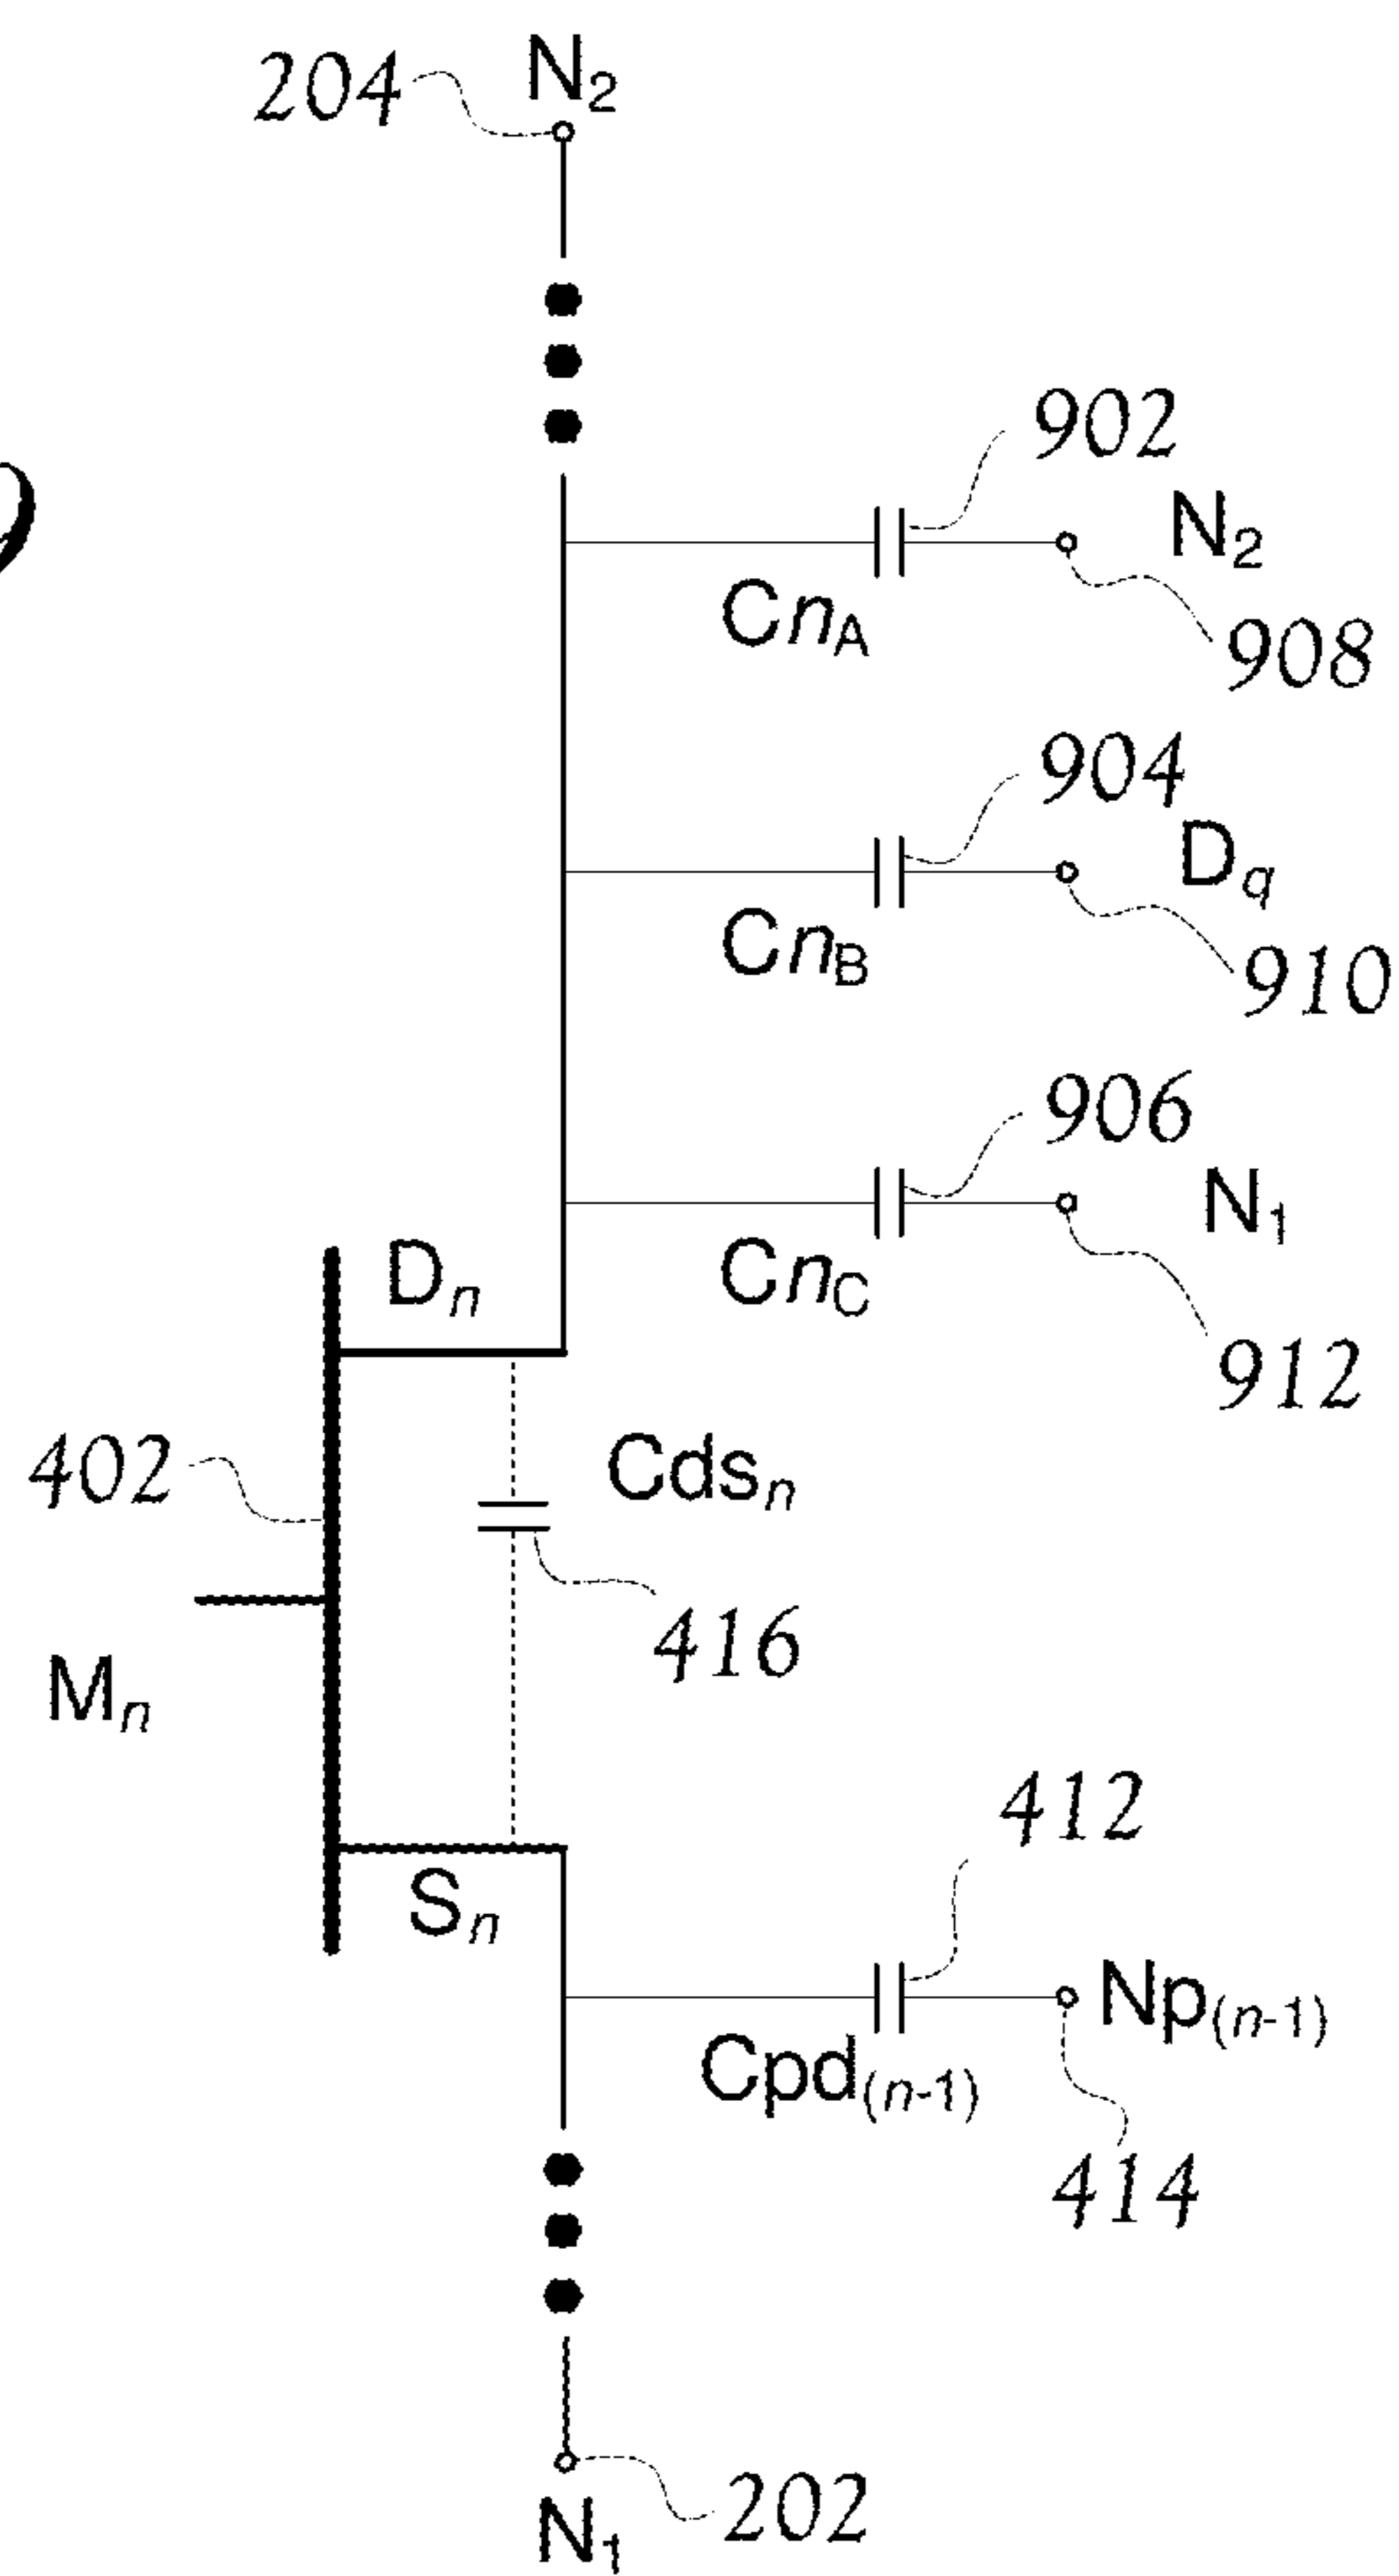 204 N₂
902
N₂
CnA
908
904
Dq
CnB
910
906
N₁
Dn
CnC
912
402
Cdsn
416
Mn
412
Sn
Np(n-1)
Cpd(n-1)
414
202
N₁